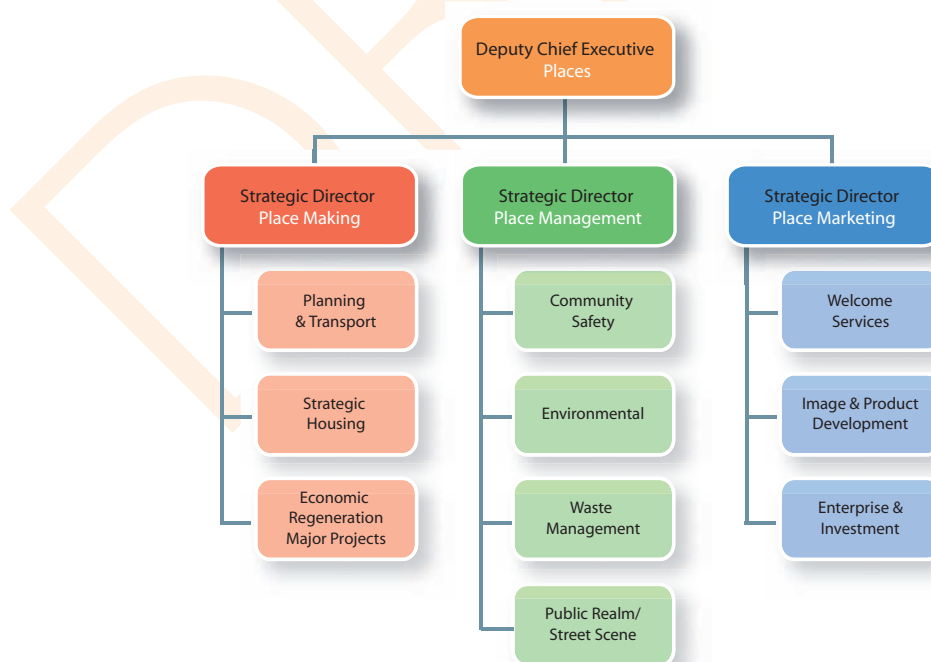 Deputy Chief Executive
Places
Strategic Director
Place Making
Strategic Director
Place Management
Strategic Director
Place Marketing
Planning
& Transport
Strategic
Housing
Economic
Regeneration
Major Projects
Community
Safety
Environmental
Waste
Management
Public Realm/
Street Scene
Welcome
Services
Image & Product
Development
Enterprise &
Investment